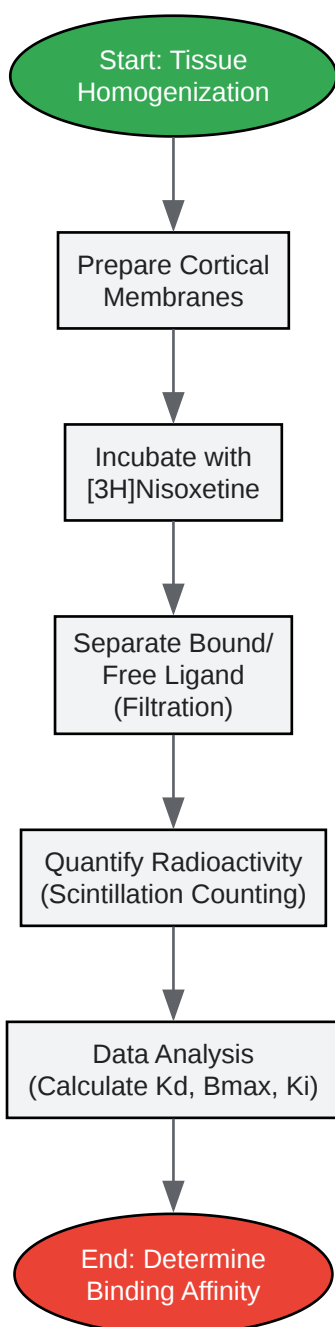 Start: Tissue
Homogenization
Prepare Cortical
Membranes
Incubate with
[3H]Nisoxetine
Separate Bound/
Free Ligand
(Filtration)
Quantify Radioactivity
(Scintillation Counting)
Data Analysis
(Calculate Kd, Bmax, Ki)
End: Determine
Binding Affinity